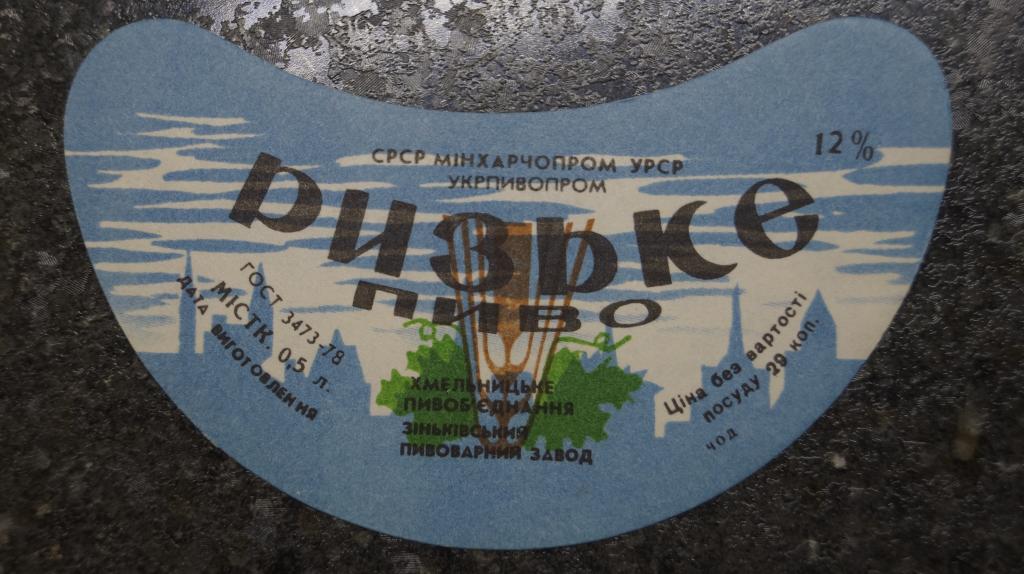 12%
СРСР МІНХАРЧОПРОМ УРСР
УКРПИВОПРОМ
Ризьке
пиво
ГОСТ 3473-78
МІСТК. 0,5 л.
ДАТА ВИГОТОВЛЕННЯ
ХМЕЛЬНИЦЬКЕ
ПИВОБ'ЄДНАННЯ
ЗІНЬКІВСЬКИЙ
ПИВОВАРНИЙ ЗАВОД
Ціна без вартості
посуду 29 коп.
ЧОД